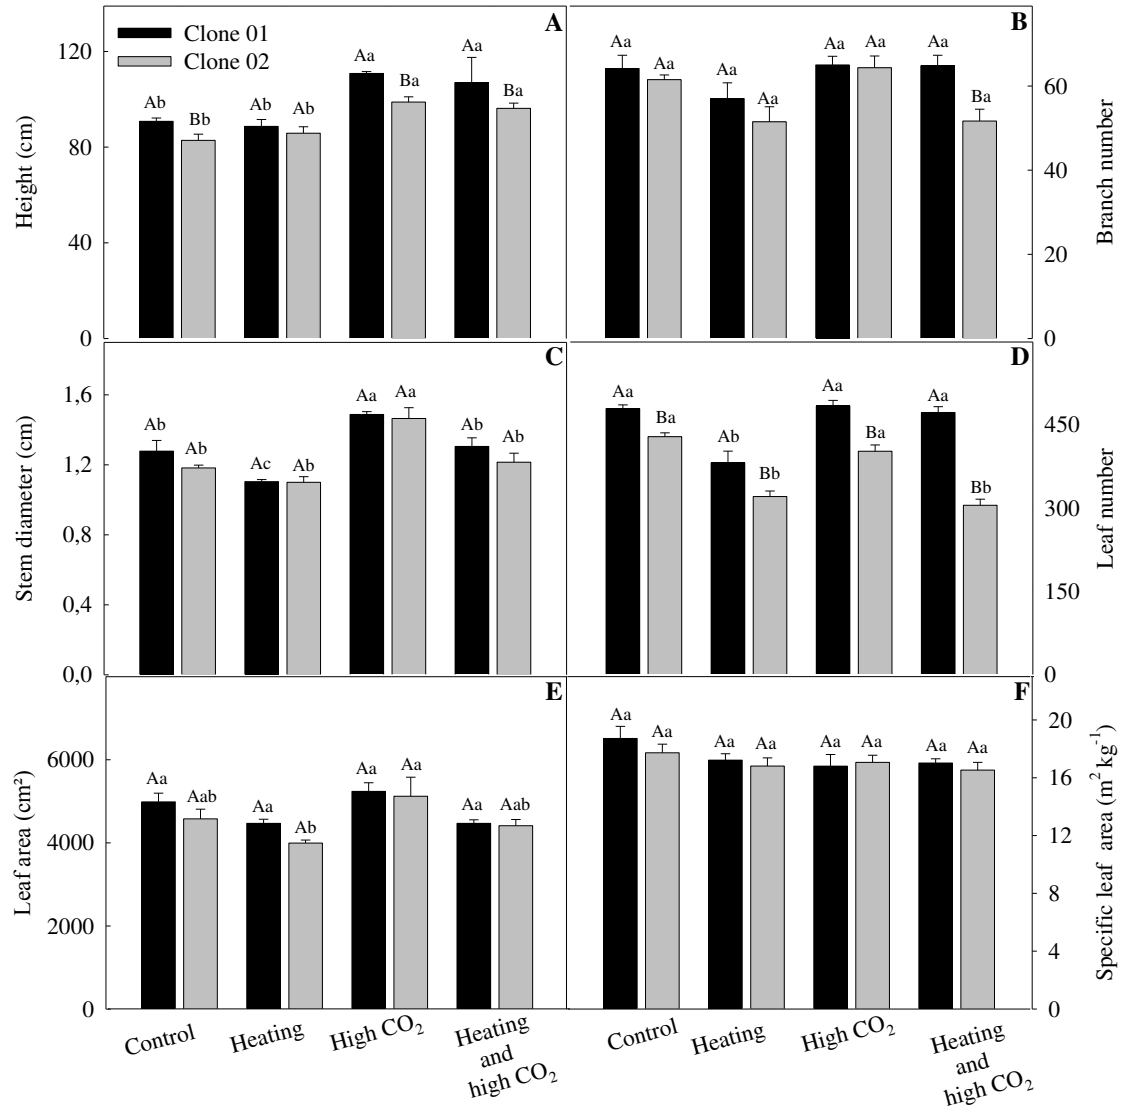 A
Clone 01
Clone 02
120
80
40
0
Height (cm)
Ab
Bb
Ab
Ab
Aa
Ba
Aa
Ba
B
60
40
20
0
Branch number
Aa
Aa
Aa
Aa
Aa
Aa
Aa
Ba
C
1,6
1,2
0,8
0,4
0,0
Stem diameter (cm)
Ab
Ab
Ac
Ab
Aa
Aa
Ab
Ab
D
450
300
150
0
Leaf number
Aa
Ba
Ab
Bb
Aa
Ba
Aa
Bb
E
6000
4000
2000
0
Leaf area (cm²)
Aa
Aab
Aa
Ab
Aa
Aa
Aa
Aab
Control
Heating
High CO₂
Heating
and
high CO₂
F
20
16
12
8
4
0
Specific leaf area (m² kg⁻¹)
Aa
Aa
Aa
Aa
Aa
Aa
Aa
Aa
Control
Heating
High CO₂
Heating
and
high CO₂